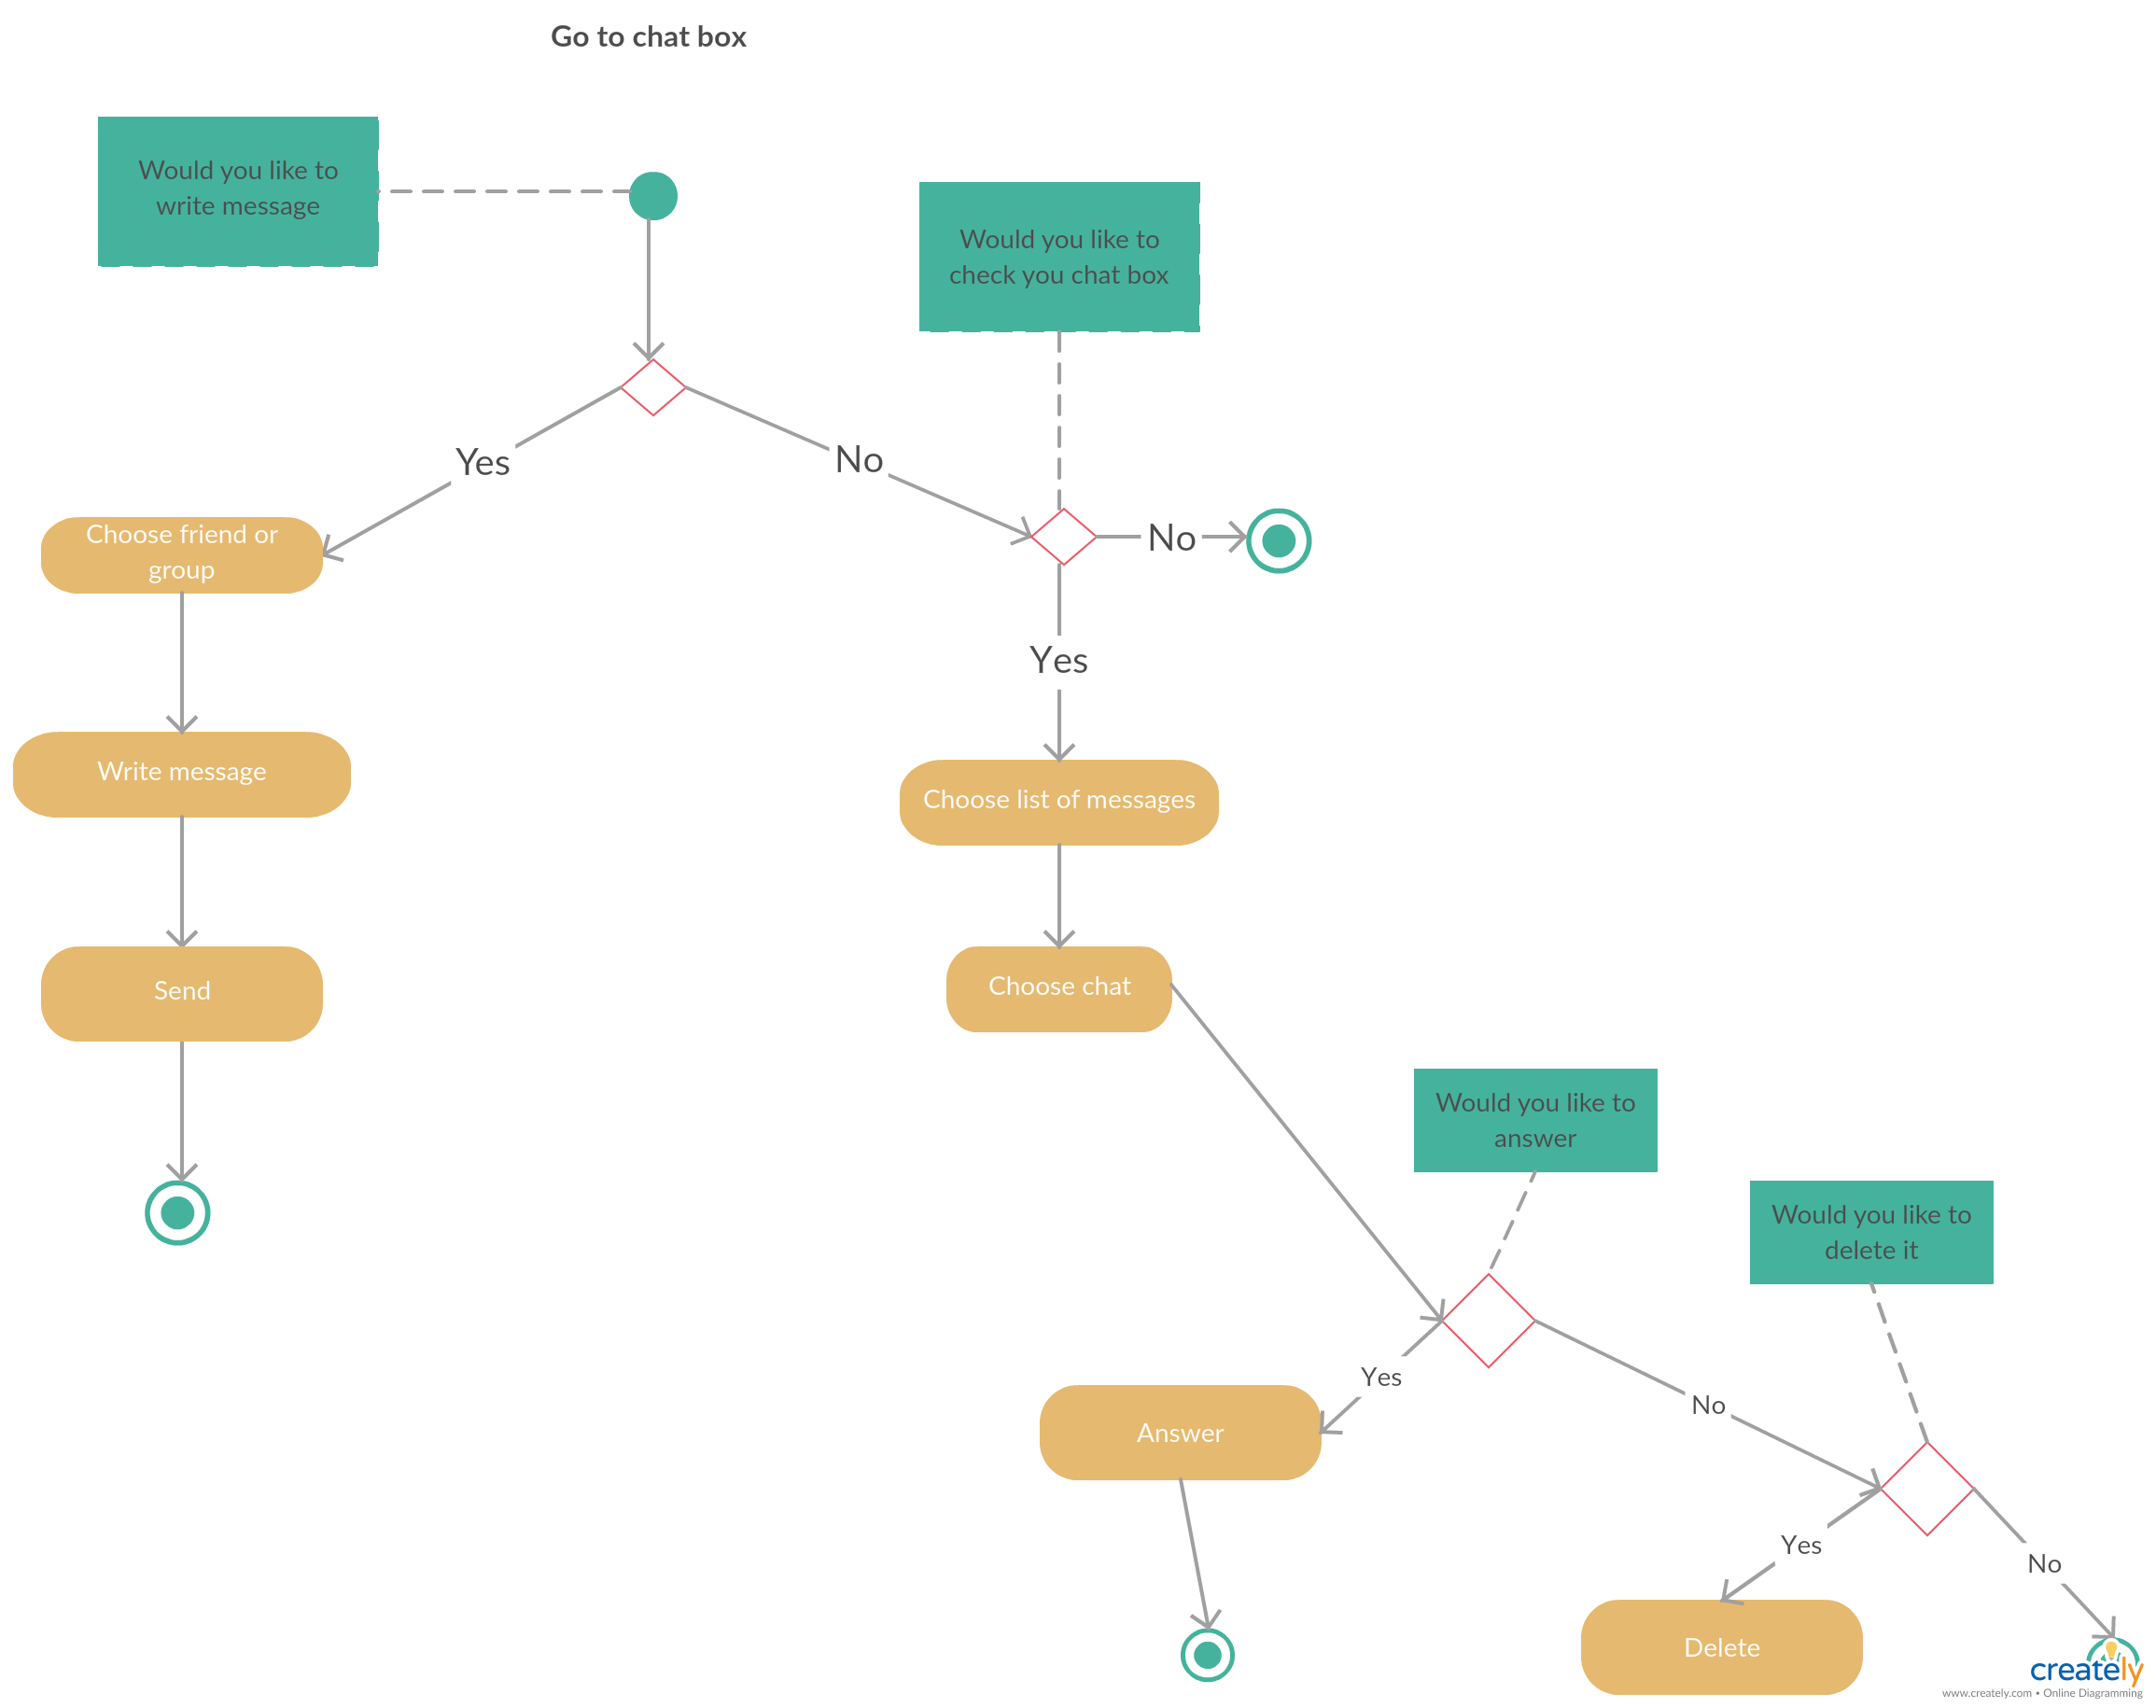 Go to chat box
Would you like to
write message
Would you like to
check you chat box
Yes
No
Choose friend or
group
No
Yes
Write message
Choose list of messages
Send
Choose chat
Would you like to
answer
Would you like to
delete it
Yes
No
Answer
Yes
No
Delete
creately
www.creately.com • Online Diagramming